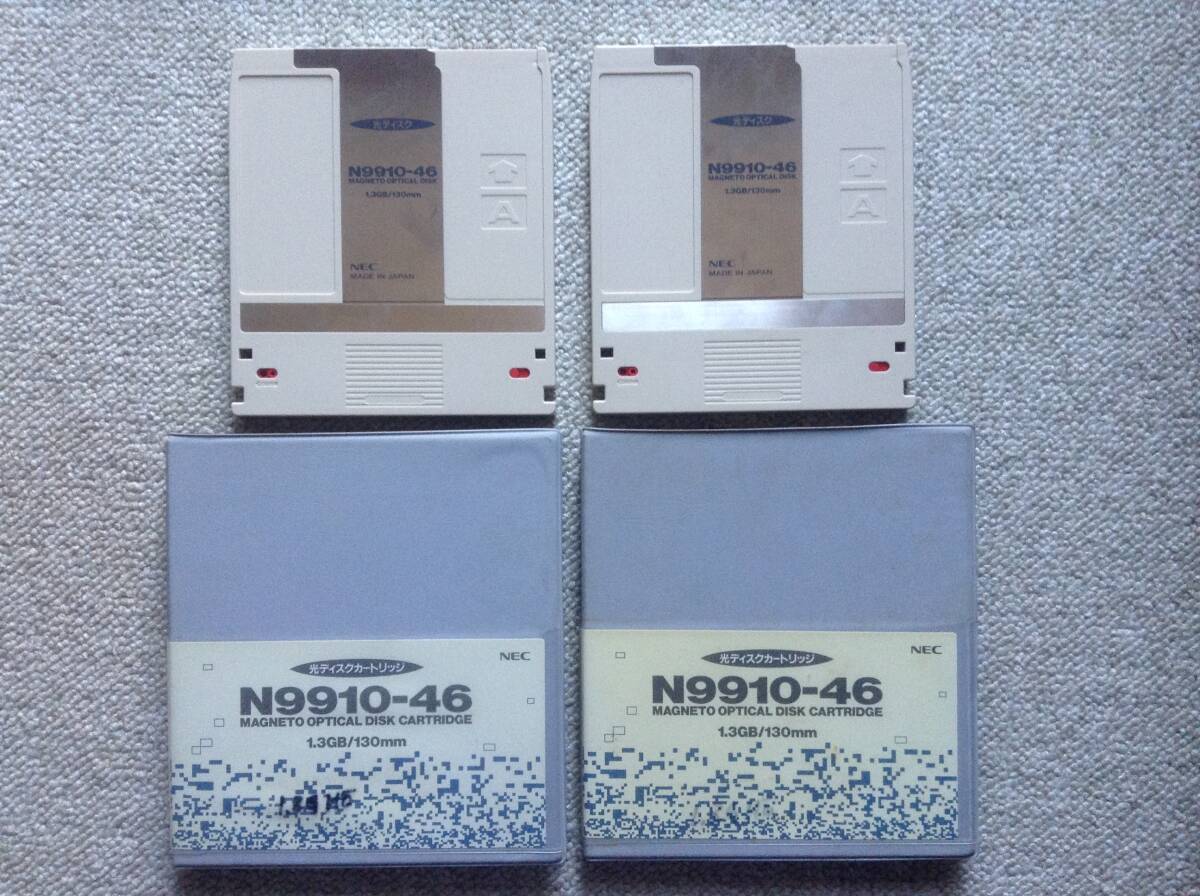 光ディスク
N9910-46
MAGNETO OPTICAL DISK
1.3GB/130mm
NEC
MADE IN JAPAN
A
光ディスク
N9910-46
MAGNETO OPTICAL DISK
1.3GB/130mm
NEC
MADE IN JAPAN
A
NEC
光ディスクカートリッジ
N9910-46
MAGNETO OPTICAL DISK CARTRIDGE
1.3GB/130mm
NEC
光ディスクカートリッジ
N9910-46
MAGNETO OPTICAL DISK CARTRIDGE
1.3GB/130mm